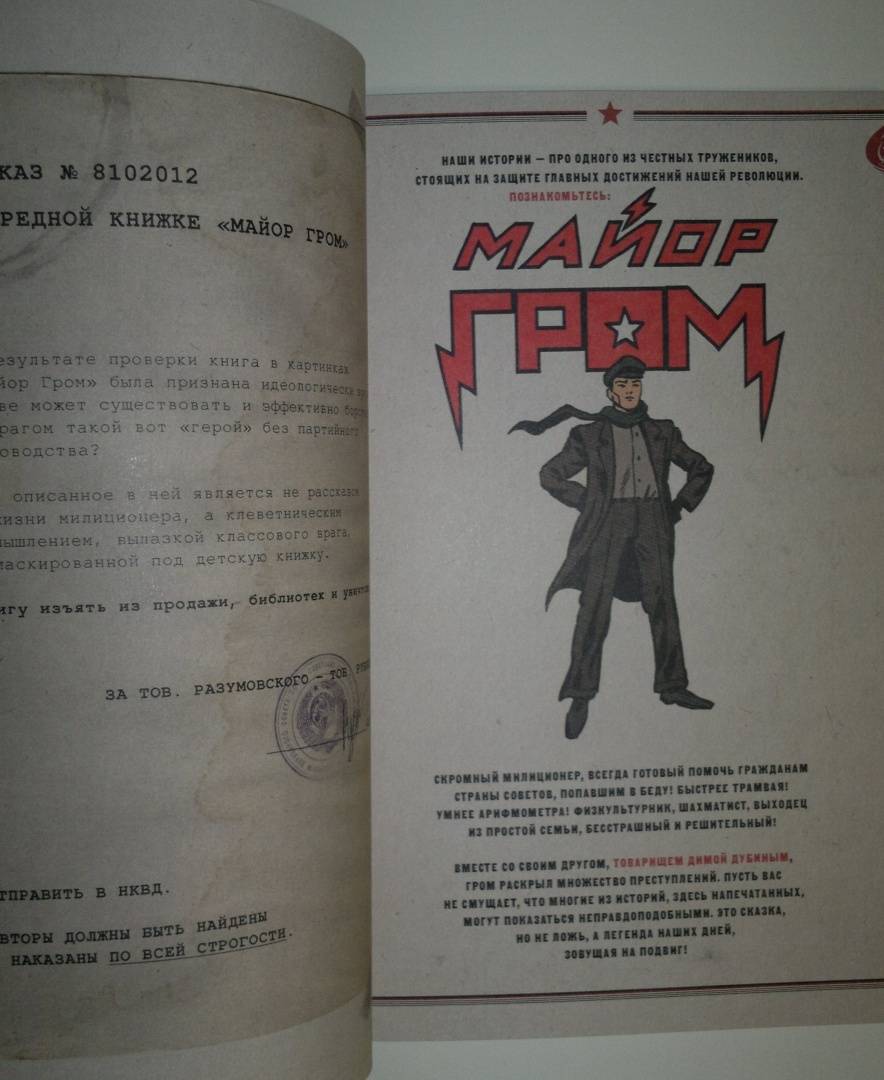 КАЗ № 8102012
РЕДНОЙ КНИЖКЕ «МАЙОР ГРОМ»
езультате проверки книга в картинках
йор Гром» была признана идеологически
ве может существовать и эффективно
рагом такой вот «герой» без партийного
оводства?
описанное в ней является не рассказом
изни милиционера, а клеветническим
ышлением, вылазкой классового врага,
маскированной под детскую книжку.
игу изъять из продажи, библиотек и
ЗА ТОВ. РАЗУМОВСКОГО – ТОВ
ТПРАВИТЬ В НКВД.
ВТОРЫ ДОЛЖНЫ БЫТЬ НАЙДЕНЫ
НАКАЗАНЫ ПО ВСЕЙ СТРОГОСТИ.
НАШИ ИСТОРИИ – ПРО ОДНОГО ИЗ ЧЕСТНЫХ ТРУЖЕНИКОВ,
СТОЯЩИХ НА ЗАЩИТЕ ГЛАВНЫХ ДОСТИЖЕНИЙ НАШЕЙ РЕВОЛЮЦИИ.
ПОЗНАКОМЬТЕСЬ:
МАЙОР
ГРОМ
СКРОМНЫЙ МИЛИЦИОНЕР, ВСЕГДА ГОТОВЫЙ ПОМОЧЬ ГРАЖДАНАМ
СТРАНЫ СОВЕТОВ, ПОПАВШИМ В БЕДУ! БЫСТРЕЕ ТРАМВАЯ!
УМНЕЕ АРИФМОМЕТРА! ФИЗКУЛЬТУРНИК, ШАХМАТИСТ, ВЫХОДЕЦ
ИЗ ПРОСТОЙ СЕМЬИ, БЕССТРАШНЫЙ И РЕШИТЕЛЬНЫЙ!
ВМЕСТЕ СО СВОИМ ДРУГОМ, ТОВАРИЩЕМ ДИМОЙ ДУБИНЫМ,
ГРОМ РАСКРЫЛ МНОЖЕСТВО ПРЕСТУПЛЕНИЙ. ПУСТЬ ВАС
НЕ СМУЩАЕТ, ЧТО МНОГИЕ ИЗ ИСТОРИЙ, ЗДЕСЬ НАПЕЧАТАННЫХ,
МОГУТ ПОКАЗАТЬСЯ НЕПРАВДОПОДОБНЫМИ. ЭТО СКАЗКА,
НО НЕ ЛОЖЬ, А ЛЕГЕНДА НАШИХ ДНЕЙ,
ЗОВУЩАЯ НА ПОДВИГ!